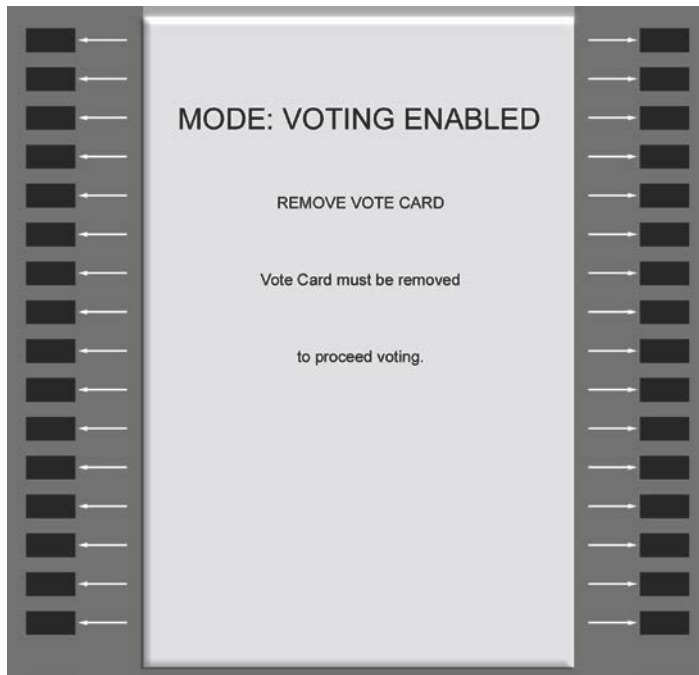 MODE: VOTING ENABLED
REMOVE VOTE CARD
Vote Card must be removed
to proceed voting.